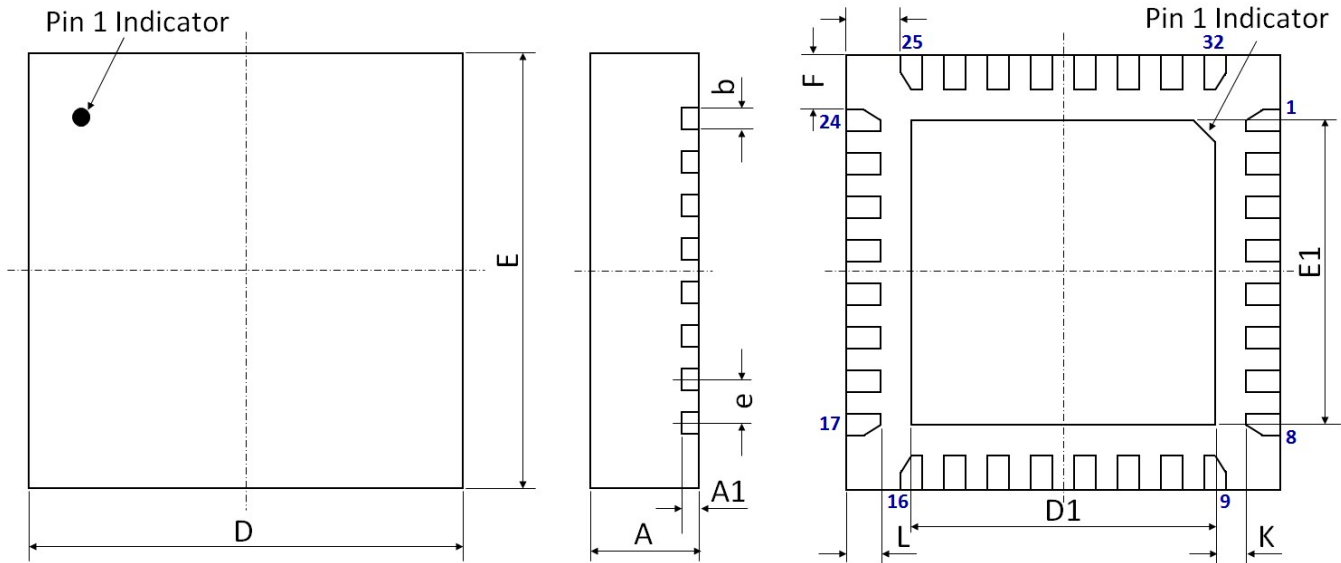 Pin 1 Indicator
E
D
b
e
A1
A
Pin 1 Indicator
25
32
F
24
1
E1
17
8
16
9
D1
L
K